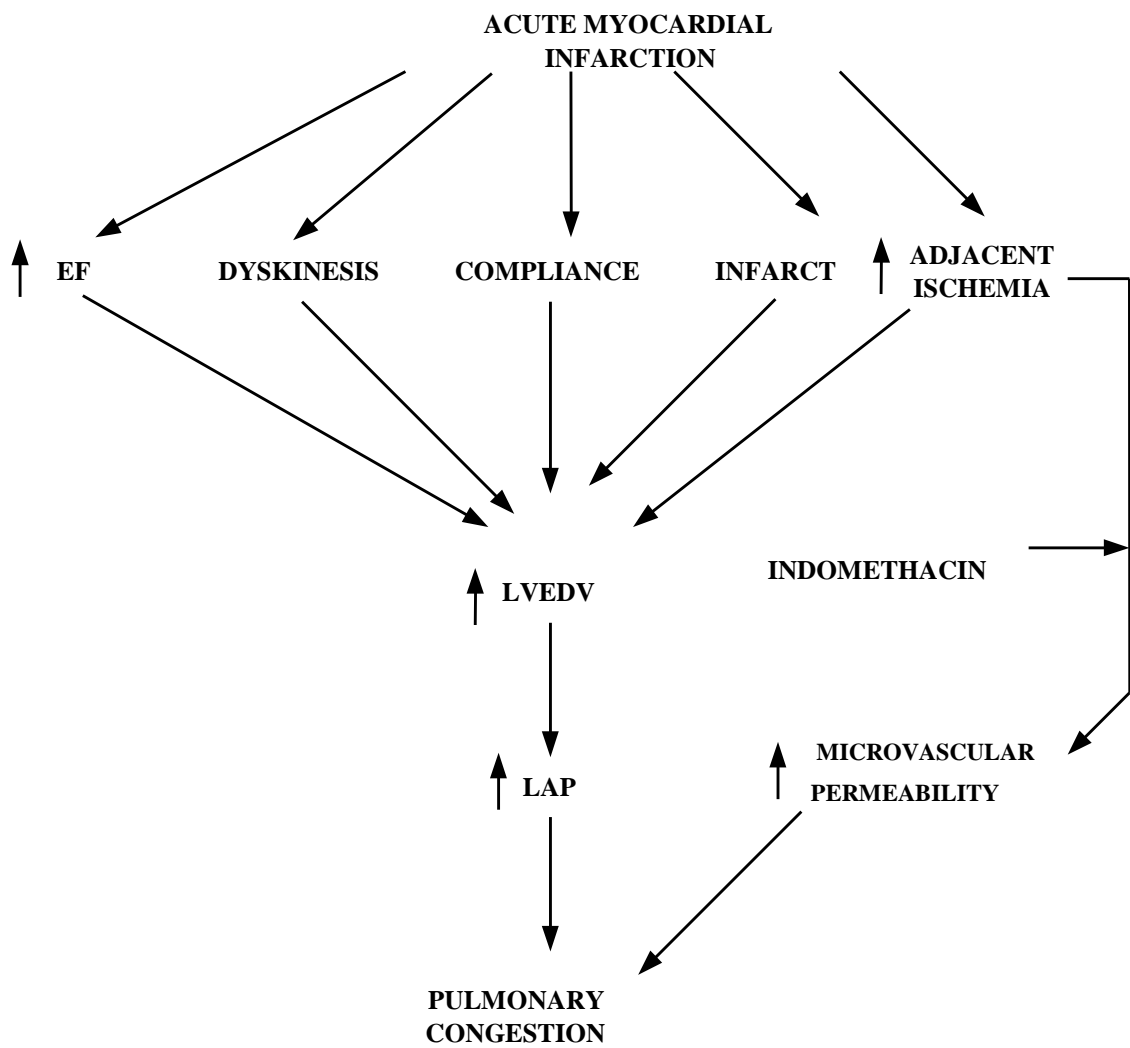 ACUTE MYOCARDIAL
INFARCTION
EF
DYSKINESIS
COMPLIANCE
INFARCT
ADJACENT
ISCHEMIA
INDOMETHACIN
LVEDV
LAP
MICROVASCULAR
PERMEABILITY
PULMONARY
CONGESTION